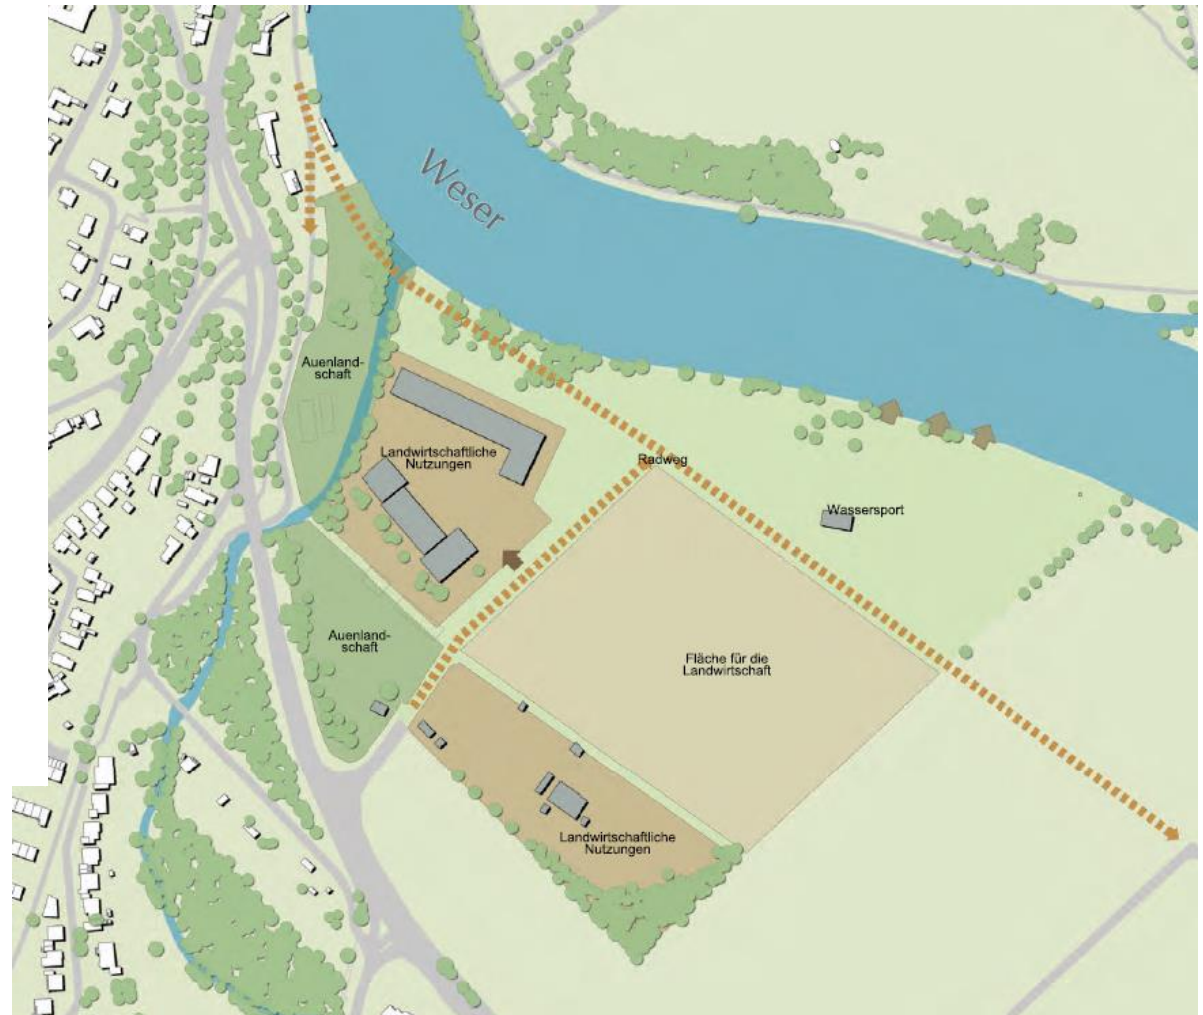 Weser
Auenland-
schaft
Landwirtschaftliche
Nutzungen
Radweg
Wassersport
Auenland-
schaft
Fläche für die
Landwirtschaft
Landwirtschaftliche
Nutzungen